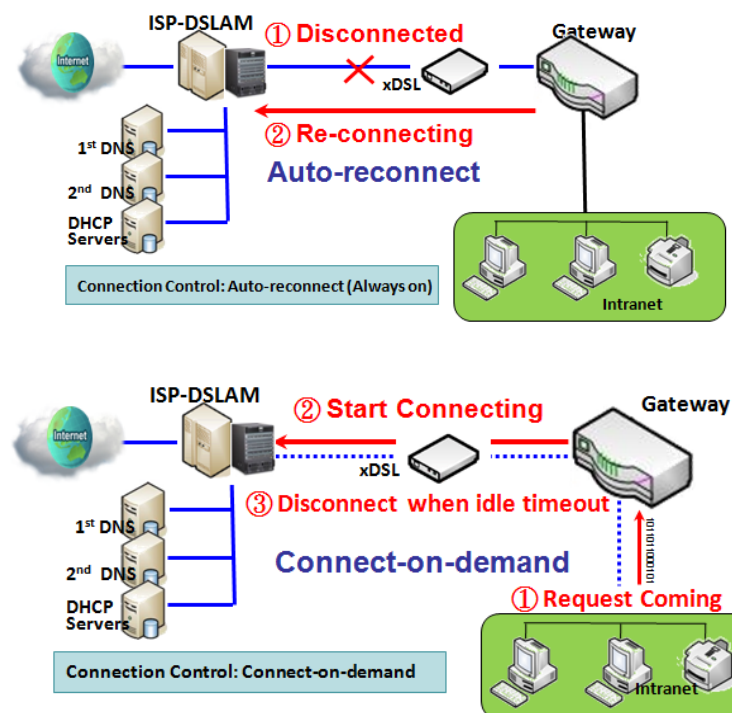 ISP-DSLAM
① Disconnected
Gateway
Internet
xDSL
② Re-connecting
1st DNS
Auto-reconnect
2nd DNS
DHCP
Servers
Connection Control: Auto-reconnect (Always on)
Intranet
ISP-DSLAM
② Start Connecting
Gateway
Internet
xDSL
③ Disconnect when idle timeout
1st DNS
101101100101
Connect-on-demand
2nd DNS
① Request Coming
DHCP
Servers
Connection Control: Connect-on-demand
Intranet